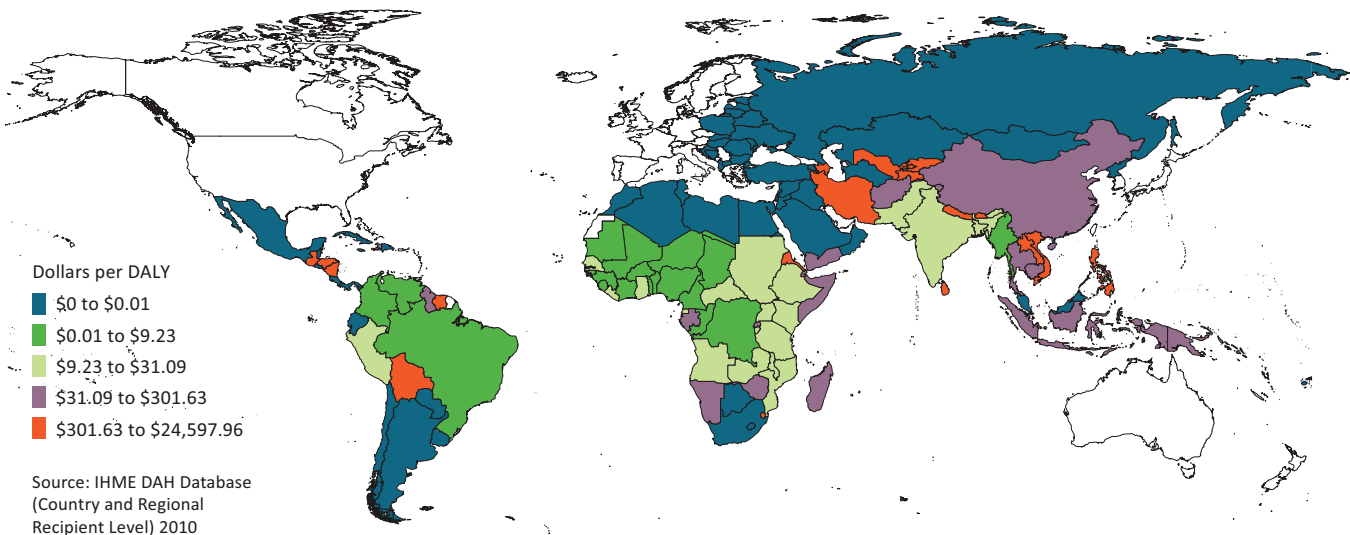 Dollars per DALY
$0 to $0.01
$0.01 to $9.23
$9.23 to $31.09
$31.09 to $301.63
$301.63 to $24,597.96
Source: IHME DAH Database
(Country and Regional
Recipient Level) 2010